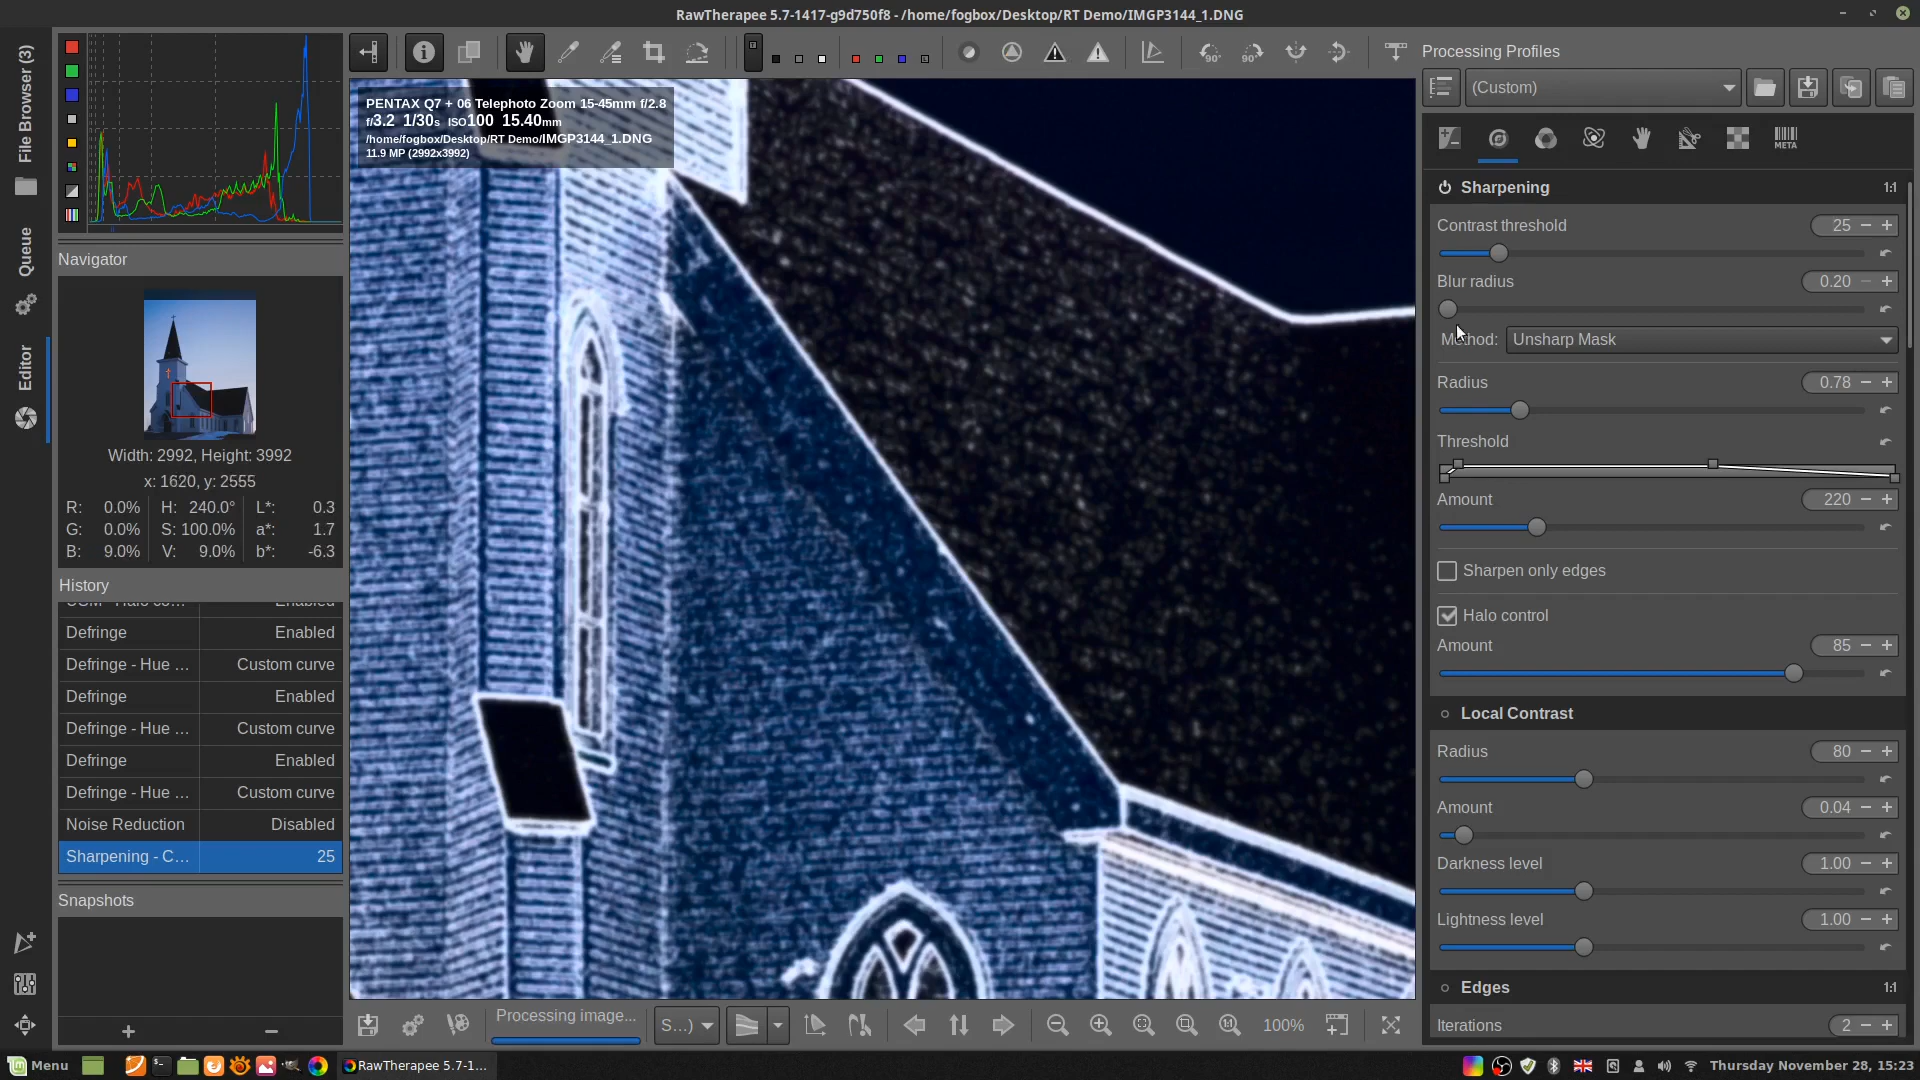 RawTherapee 5.7-1417-g9d750f8 - /home/fogbox/Desktop/RT Demo/IMGP3144_1.DNG
File Browser (3)
Queue
Editor
Navigator
Width: 2992, Height: 3992
x: 1620, y: 2555
R: 0.0% H: 240.0° L*: 0.3
G: 0.0% S: 100.0% a*: 1.7
B: 9.0% V: 9.0% b*: -6.3
History
Enabled
Defringe Enabled
Defringe - Hue ... Custom curve
Defringe Enabled
Defringe - Hue ... Custom curve
Defringe Enabled
Defringe - Hue ... Custom curve
Noise Reduction Disabled
Sharpening - C... 25
Snapshots
PENTAX Q7 + 06 Telephoto Zoom 15-45mm f/2.8
f/3.2 1/30s ISO100 15.40mm
/home/fogbox/Desktop/RT Demo/IMGP3144_1.DNG
11.9 MP (2992x3992)
90° 90°
Processing image...
S...)
100%
Processing Profiles
(Custom)
META
Sharpening 1:1
Contrast threshold 25
Blur radius 0.20
Method: Unsharp Mask
Radius 0.78
Threshold
Amount 220
Sharpen only edges
Halo control
Amount 85
Local Contrast
Radius 80
Amount 0.04
Darkness level 1.00
Lightness level 1.00
Edges 1:1
Iterations 2
Menu
RawTherapee 5.7-1...
Thursday November 28, 15:23